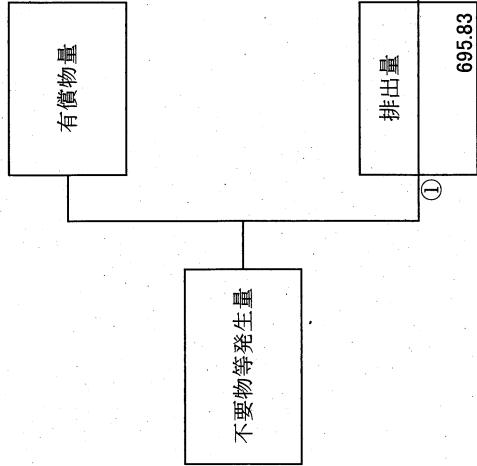 不要物等発生量
有償物量
①
排出量
695.83